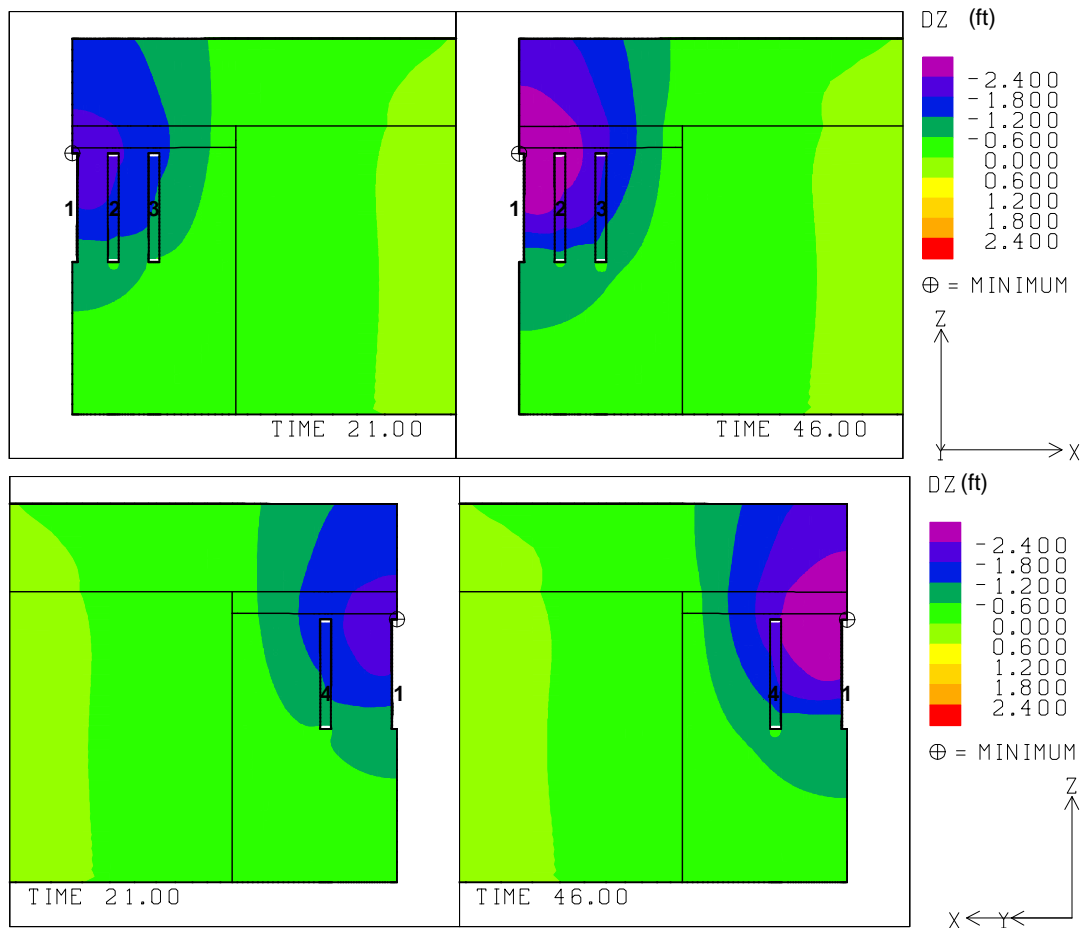 DZ (ft)
-2.400
-1.800
-1.200
-0.600
0.000
0.600
1.200
1.800
2.400
⊕ = MINIMUM
1 2 3
1 2 3
TIME 21.00
TIME 46.00
Z
Y X
DZ (ft)
-2.400
-1.800
-1.200
-0.600
0.000
0.600
1.200
1.800
2.400
⊕ = MINIMUM
4 1
4 1
TIME 21.00
TIME 46.00
Z
X Y